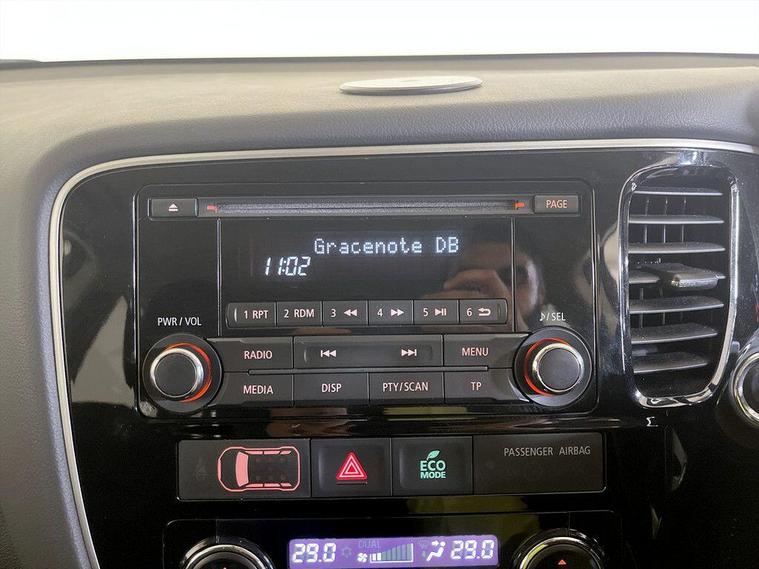 PAGE
Gracenote DB
11:02
PWR / VOL
1 RPT 2 RDM 3 4 5 6
/ SEL
RADIO MENU
MEDIA DISP PTY/SCAN TP
ECO
MODE
PASSENGER AIRBAG
DUAL
29.0 29.0